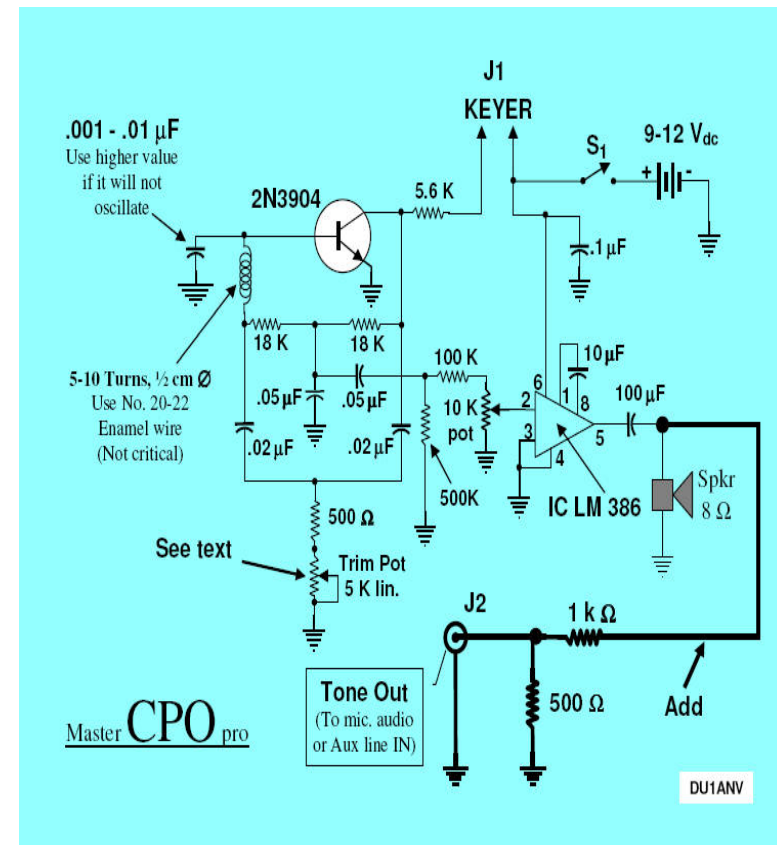 J1
KEYER
.001 - .01 µF
Use higher value
if it will not
oscillate
2N3904
5.6 K
S1
9-12 Vdc
+
-
.1 µF
18 K
18 K
5-10 Turns, ½ cm Ø
Use No. 20-22
Enamel wire
(Not critical)
.05 µF
.05 µF
.02 µF
.02 µF
100 K
10 K
pot
500K
10 µF
6
1
8
2
3
4
5
100 µF
IC LM 386
Spkr
8 Ω
500 Ω
See text
Trim Pot
5 K lin.
J2
1 k Ω
Tone Out
(To mic. audio
or Aux line IN)
500 Ω
Add
Master CPO pro
DU1ANV